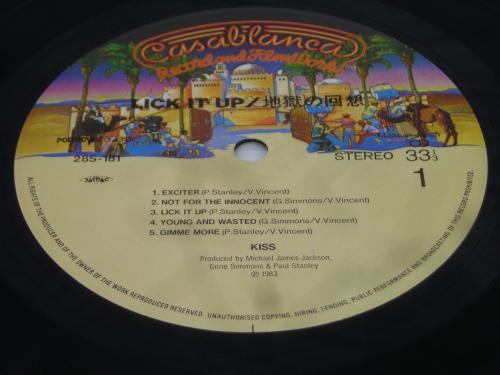 Casablanca
Record and FilmWorks
LICK IT UP/地獄の回想
28S-181
STEREO 33⅓
1
1. EXCITER (P.Stanley/V.Vincent)
2. NOT FOR THE INNOCENT (G.Simmons/V.Vincent)
3. LICK IT UP (P.Stanley/V.Vincent)
4. YOUNG AND WASTED (G.Simmons/V.Vincent)
5. GIMME MORE (P.Stanley/V.Vincent)
KISS
Produced by Michael James Jackson,
Gene Simmons & Paul Stanley
℗ 1983
ALL RIGHTS OF THE PRODUCER AND OF THE OWNER OF THE WORK REPRODUCED RESERVED. UNAUTHORISED COPYING, HIRING, LENDING, PUBLIC PERFORMANCE AND BROADCASTING OF THIS RECORD PROHIBITED.